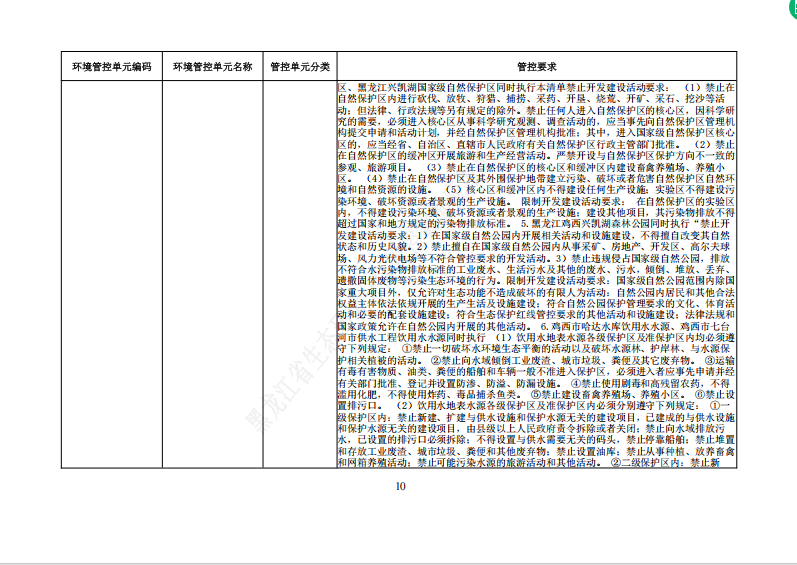 环境管控单元编码 环境管控单元名称 管控单元分类 管控要求
区、黑龙江兴凯湖国家级自然保护区同时执行本清单禁止开发建设活动要求：（1）禁止在
自然保护区内进行砍伐、放牧、狩猎、捕捞、采药、开垦、烧荒、开矿、采石、挖沙等活
动；但法律、行政法规另有规定的除外。禁止任何人进入自然保护区的核心区，因科学研
究的需要，必须进入核心区从事科学研究观测、调查活动的，应当事先向自然保护区管理机
构提交申请和活动计划，并经自然保护区管理机构批准；其中，进入国家级自然保护区核心
区的，应当经省、自治区、直辖市人民政府有关自然保护区行政主管部门批准。（2）禁止
在自然保护区的缓冲区开展旅游和生产经营活动。严禁开设与自然保护区保护方向不一致的
参观、旅游项目。（3）禁止在自然保护区的核心区和缓冲区内建设畜禽养殖场、养殖小
区。（4）禁止在自然保护区及其外围保护地带建立污染、破坏或者危害自然保护区自然环
境和自然资源的设施。（5）核心区和缓冲区内不得建设任何生产设施；实验区不得建设污
染环境、破坏资源或者景观的生产设施。 限制开发建设活动要求： 在自然保护区的实验区
内，不得建设污染环境、破坏资源或者景观的生产设施；建设其他项目，其污染物排放不得
超过国家和地方规定的污染物排放标准。 5.黑龙江鸡西兴凯湖森林公园同时执行“禁止开
发建设活动要求：1）在国家级自然公园内开展相关活动和设施建设，不得擅自改变其自然
状态和历史风貌。2）禁止擅自在国家级自然公园内从事采矿、房地产、开发区、高尔夫球
场、风力光伏电场等不符合管控要求的开发活动。3）禁止违规侵占国家级自然公园，排放
不符合水污染物排放标准的工业废水、生活污水及其他的废水、污水，倾倒、堆放、丢弃、
遗撒固体废物等污染生态环境的行为。限制开发建设活动要求：国家级自然公园范围内除国
家重大项目外，仅允许对生态功能不造成破坏的有限人为活动：自然公园内居民和其他合法
权益主体依法依规开展的生产生活及设施建设；符合自然公园保护管理要求的文化、体育活
动和必要的配套设施建设；符合生态保护红线管控要求的其他活动和设施建设；法律法规和
国家政策允许在自然公园内开展的其他活动。 6.鸡西市哈达水库饮用水水源、鸡西市七台
河市供水工程饮用水水源同时执行 （1）饮用水地表水源各级保护区及准保护区内均必须遵
守下列规定： ①禁止一切破坏水环境生态平衡的活动以及破坏水源林、护岸林、与水源保
护相关植被的活动。 ②禁止向水域倾倒工业废渣、城市垃圾、粪便及其它废弃物。 ③运输
有毒有害物质、油类、粪便的船舶和车辆一般不准进入保护区，必须进入者应事先申请并经
有关部门批准、登记并设置防渗、防溢、防漏设施。 ④禁止使用剧毒和高残留农药，不得
滥用化肥，不得使用炸药、毒品捕杀鱼类。 ⑤禁止建设畜禽养殖场、养殖小区。 ⑥禁止设
置排污口。（2）饮用水地表水源各级保护区及准保护区内必须分别遵守下列规定： ①一
级保护区内：禁止新建、扩建与供水设施和保护水源无关的建设项目，已建成的与供水设施
和保护水源无关的建设项目，由县级以上人民政府责令拆除或者关闭；禁止向水域排放污
水，已设置的排污口必须拆除；不得设置与供水需要无关的码头，禁止停靠船舶；禁止堆置
和存放工业废渣、城市垃圾、粪便和其他废弃物；禁止设置油库；禁止从事种植、放养畜禽
和网箱养殖活动；禁止可能污染水源的旅游活动和其他活动。 ②二级保护区内：禁止新
黑龙江省生态环
10